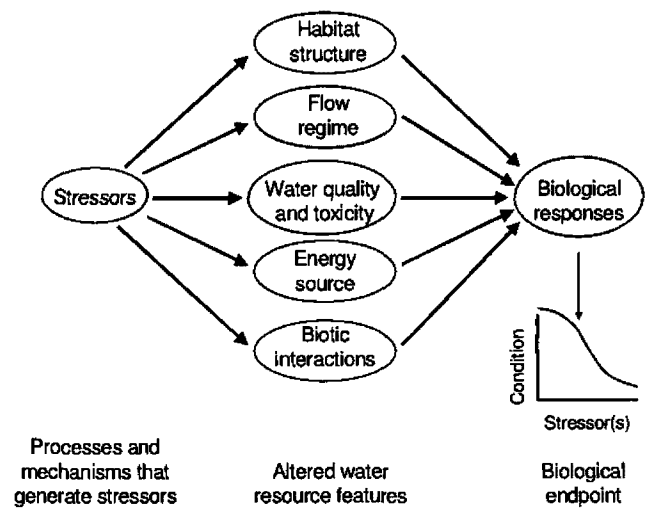 Habitat
structure
Flow
regime
Stressors
Water quality
and toxicity
Biological
responses
Energy
source
Biotic
interactions
Condition
Stressor(s)
Processes and
mechanisms that
generate stressors
Altered water
resource features
Biological
endpoint